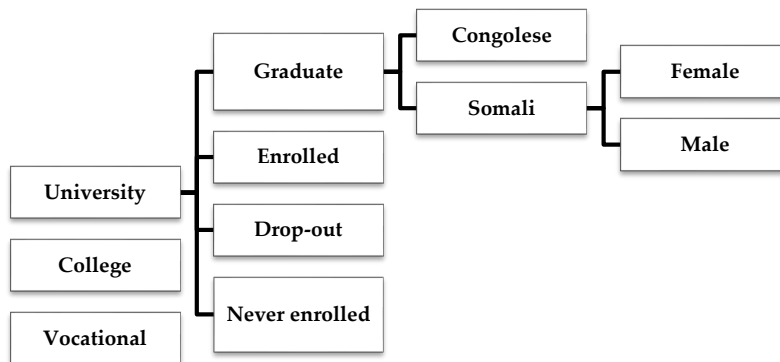 University
College
Vocational
Graduate
Enrolled
Drop-out
Never enrolled
Congolese
Somali
Female
Male